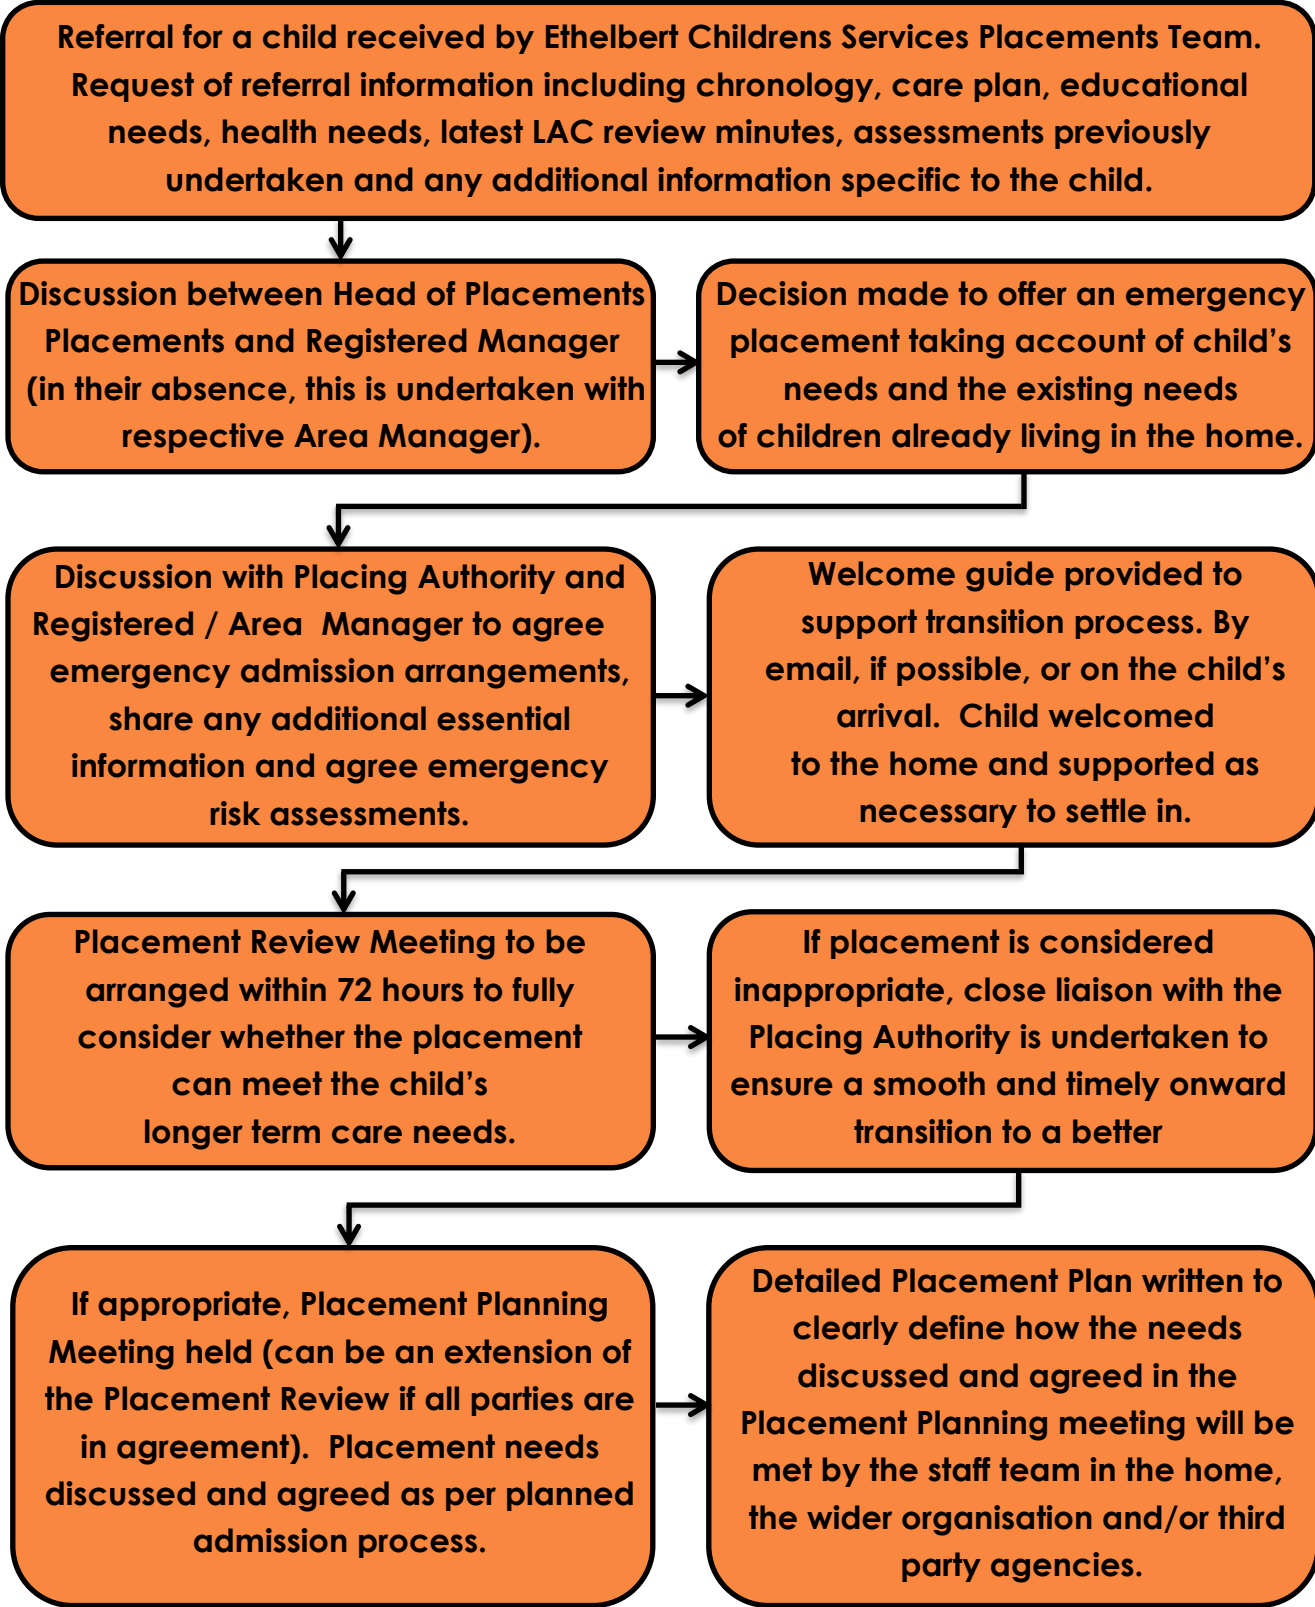 Referral for a child received by Ethelbert Childrens Services Placements Team.
Request of referral information including chronology, care plan, educational
needs, health needs, latest LAC review minutes, assessments previously
undertaken and any additional information specific to the child.
Discussion between Head of Placements
Placements and Registered Manager
(in their absence, this is undertaken with
respective Area Manager).
Decision made to offer an emergency
placement taking account of child's
needs and the existing needs
of children already living in the home.
Discussion with Placing Authority and
Registered / Area  Manager to agree
emergency admission arrangements,
share any additional essential
information and agree emergency
risk assessments.
Welcome guide provided to
support transition process. By
email, if possible, or on the child's
arrival.  Child welcomed
to the home and supported as
necessary to settle in.
Placement Review Meeting to be
arranged within 72 hours to fully
consider whether the placement
can meet the child's
longer term care needs.
If placement is considered
inappropriate, close liaison with the
Placing Authority is undertaken to
ensure a smooth and timely onward
transition to a better
If appropriate, Placement Planning
Meeting held (can be an extension of
the Placement Review if all parties are
in agreement).  Placement needs
discussed and agreed as per planned
admission process.
Detailed Placement Plan written to
clearly define how the needs
discussed and agreed in the
Placement Planning meeting will be
met by the staff team in the home,
the wider organisation and/or third
party agencies.